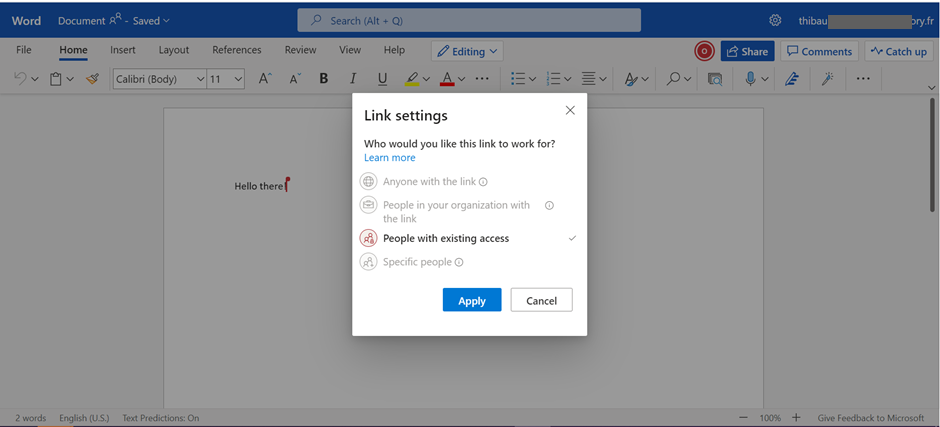 Word Document - Saved Search (Alt + Q) thibau ory.fr
File Home Insert Layout References Review View Help Editing Share Comments Catch up
Calibri (Body) 11 A A B I U A
Link settings
Who would you like this link to work for?
Learn more
Anyone with the link
Hello there
People in your organization with
the link
People with existing access
Specific people
Apply Cancel
2 words English (U.S.) Text Predictions: On 100% Give Feedback to Microsoft